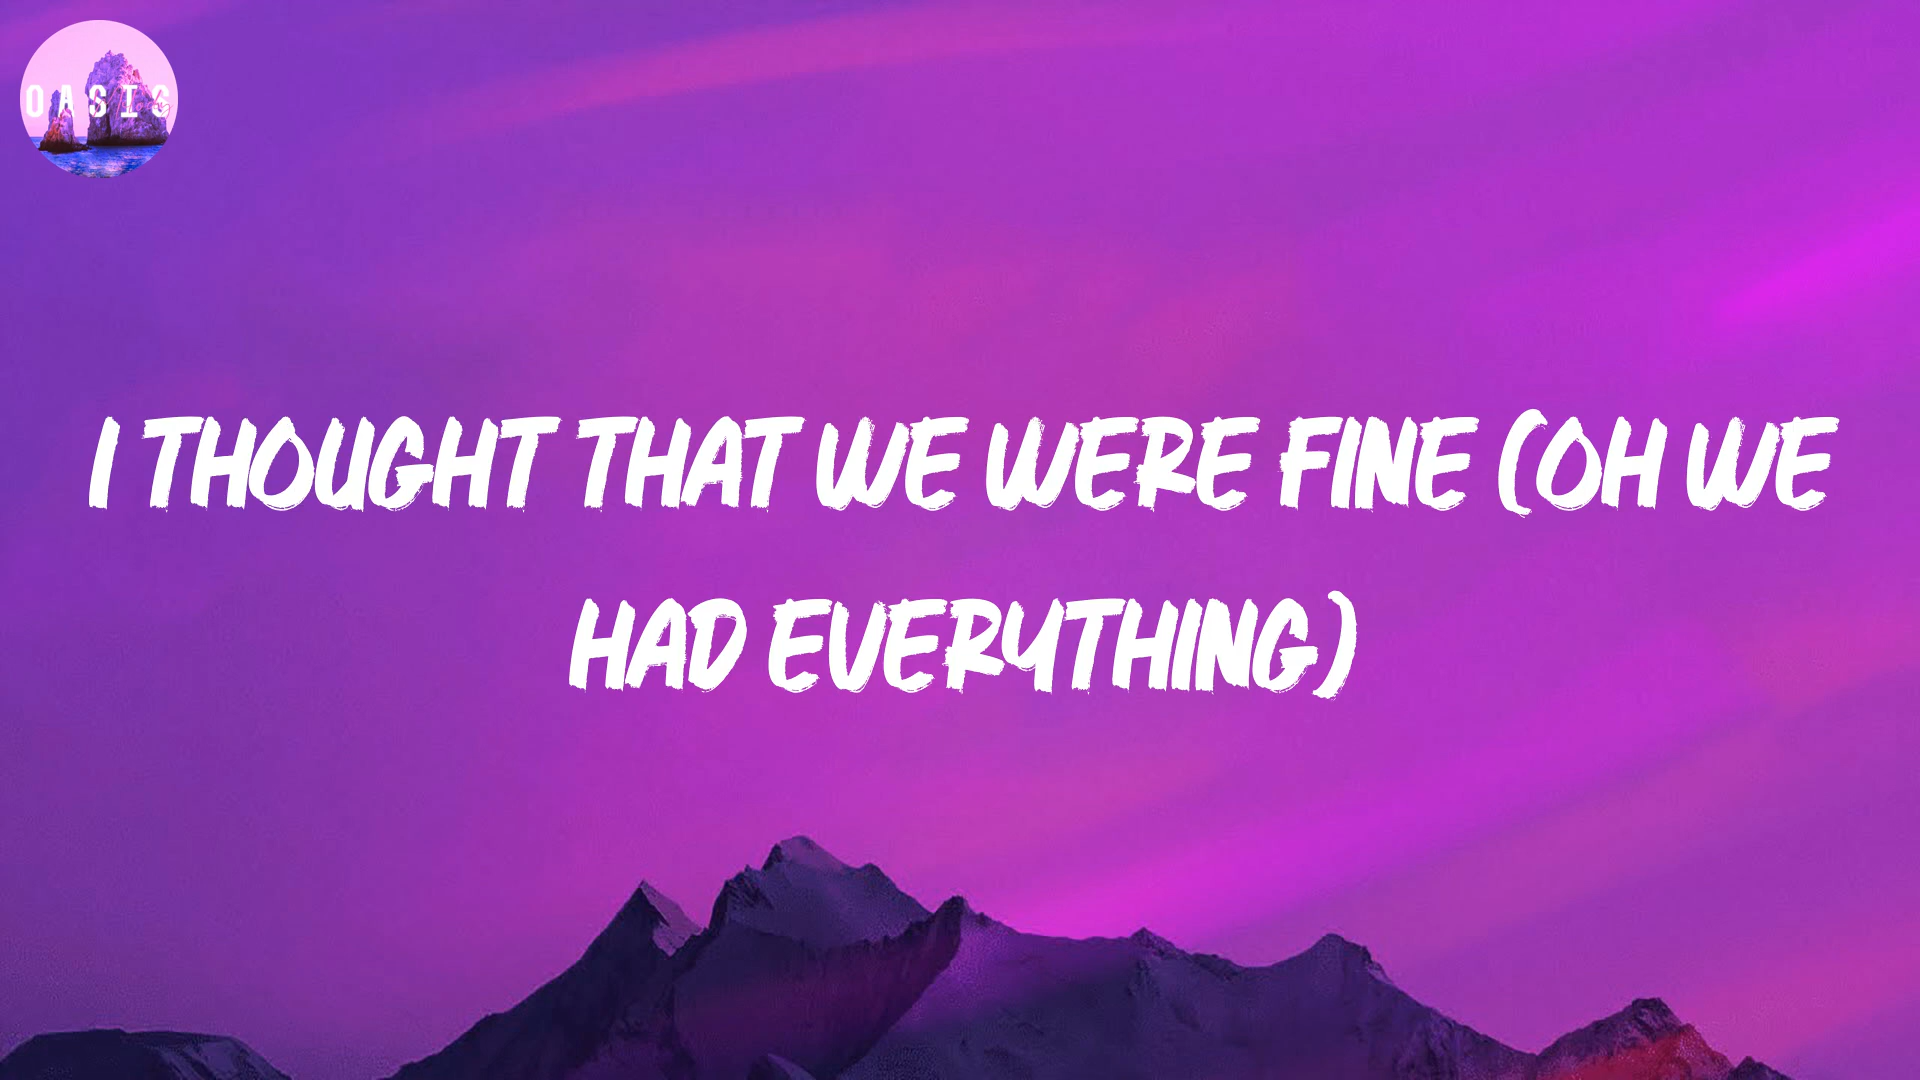 OASIS
I THOUGHT THAT WE WERE FINE (OH WE
HAD EVERYTHING)